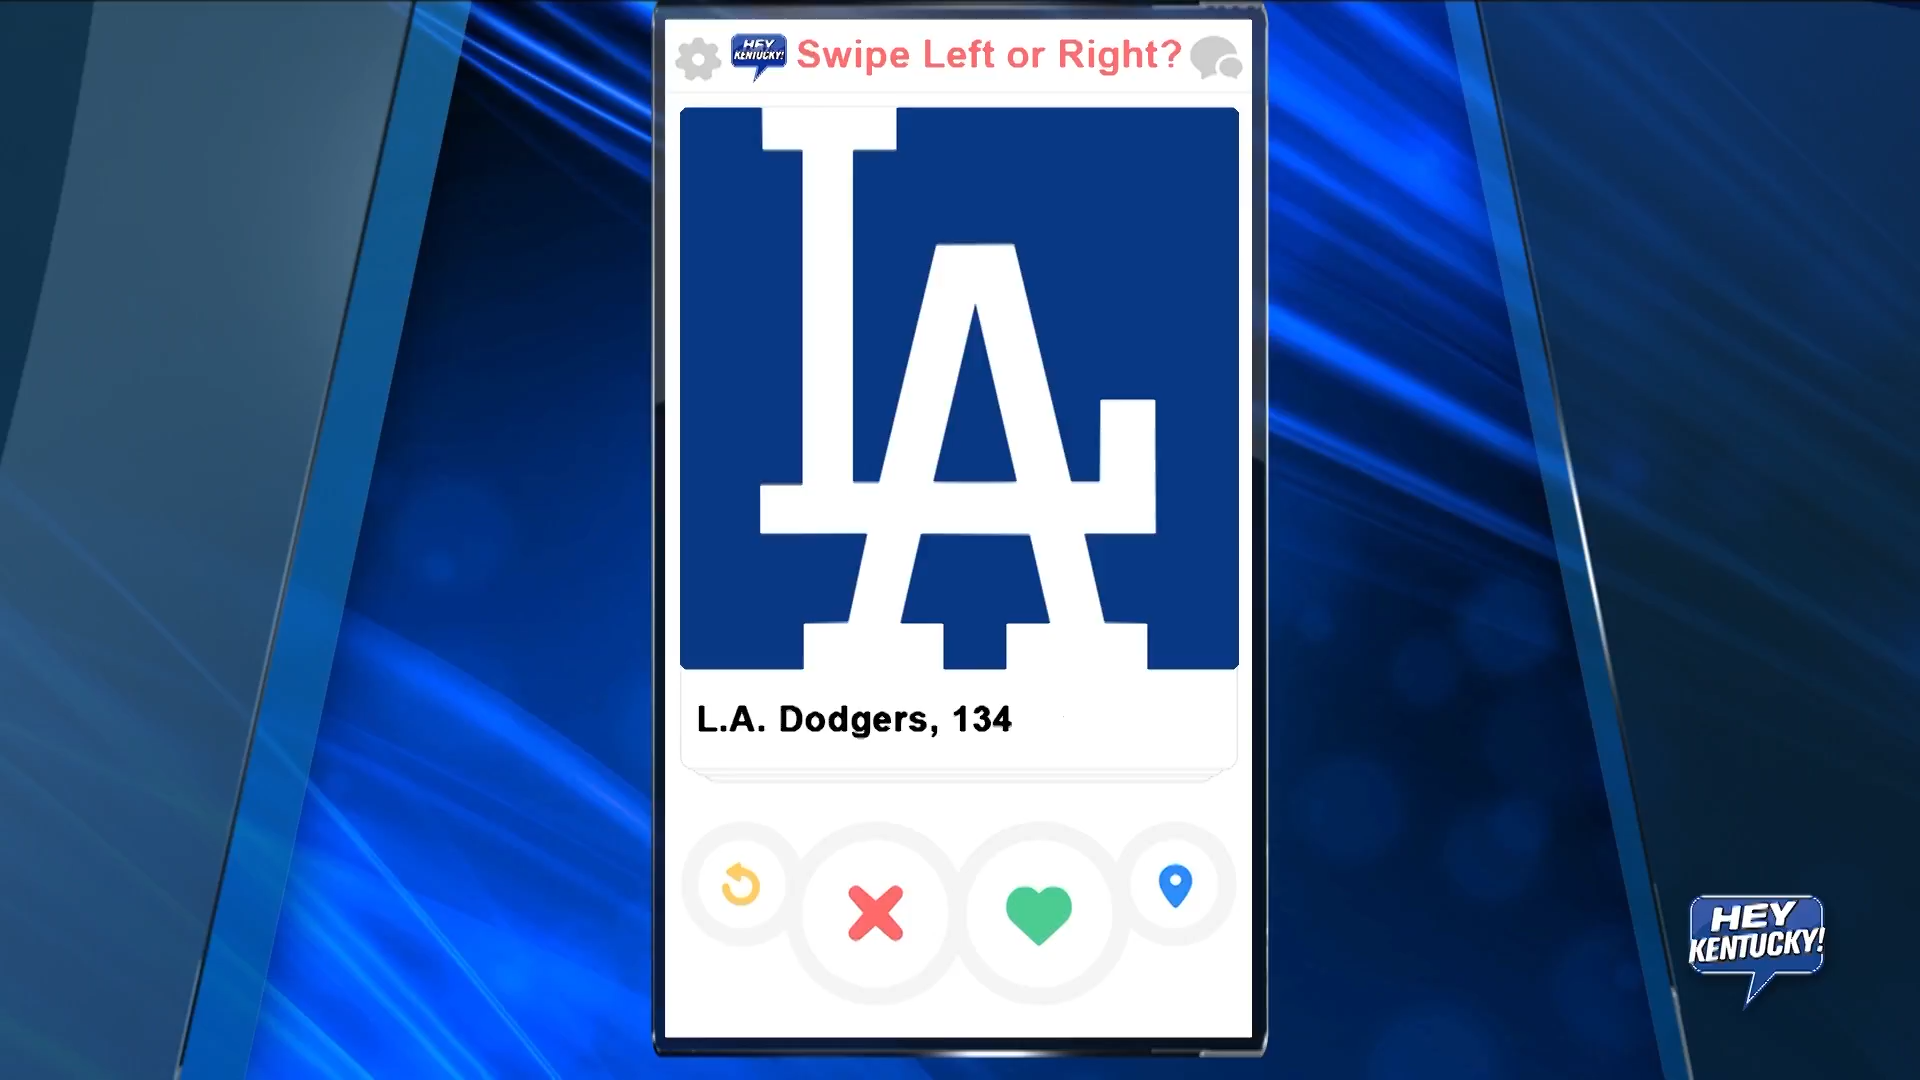 HEY
KENTUCKY!
Swipe Left or Right?
LA
L.A. Dodgers, 134
HEY
KENTUCKY!